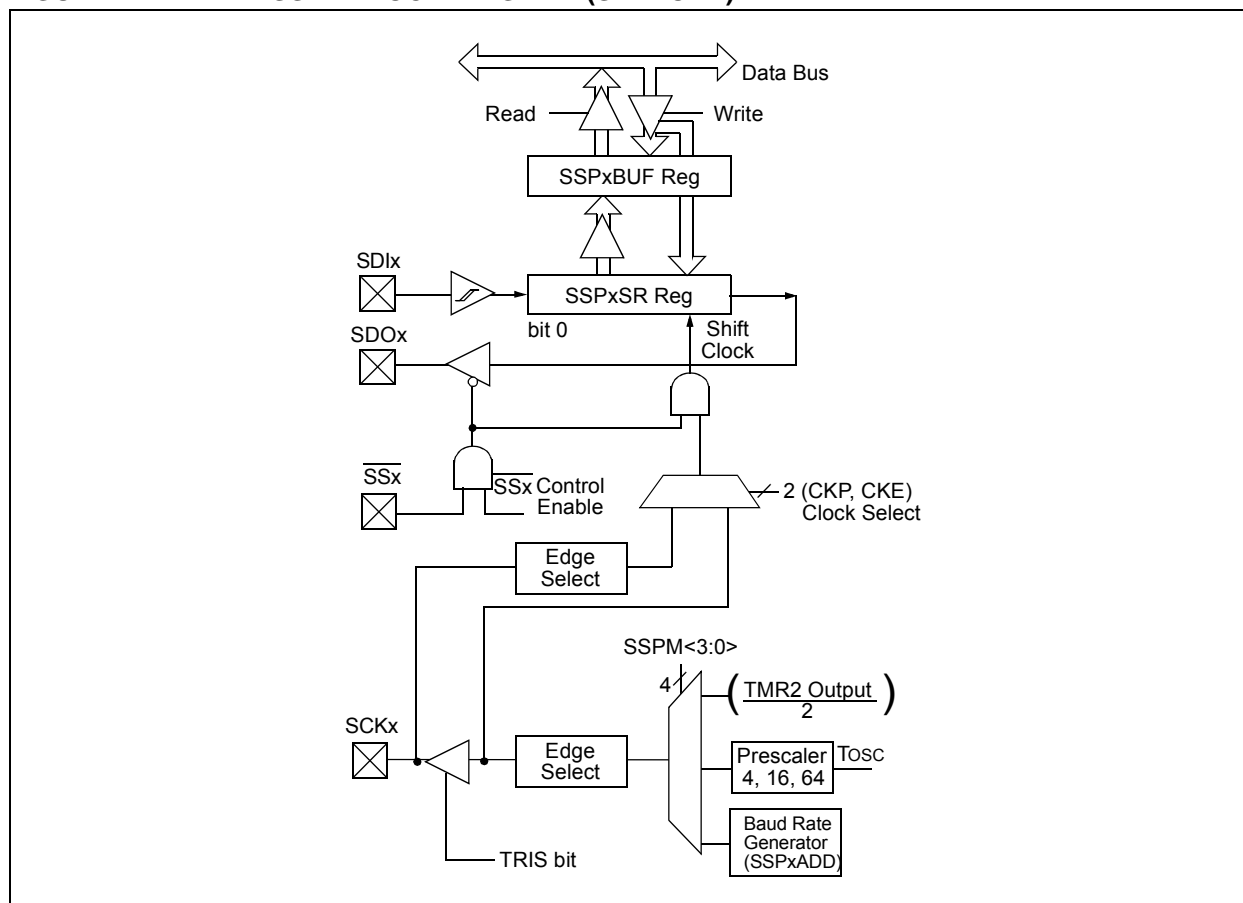 Data Bus
Read
Write
SSPxBUF Reg
SDIx
SSPxSR Reg
bit 0
Shift
Clock
SDOx
SSx
SSx Control
Enable
2 (CKP, CKE)
Clock Select
Edge
Select
SSPM<3:0>
4
(TMR2 Output)
2
SCKx
Edge
Select
Prescaler
4, 16, 64
TOSC
Baud Rate
Generator
(SSPxADD)
TRIS bit